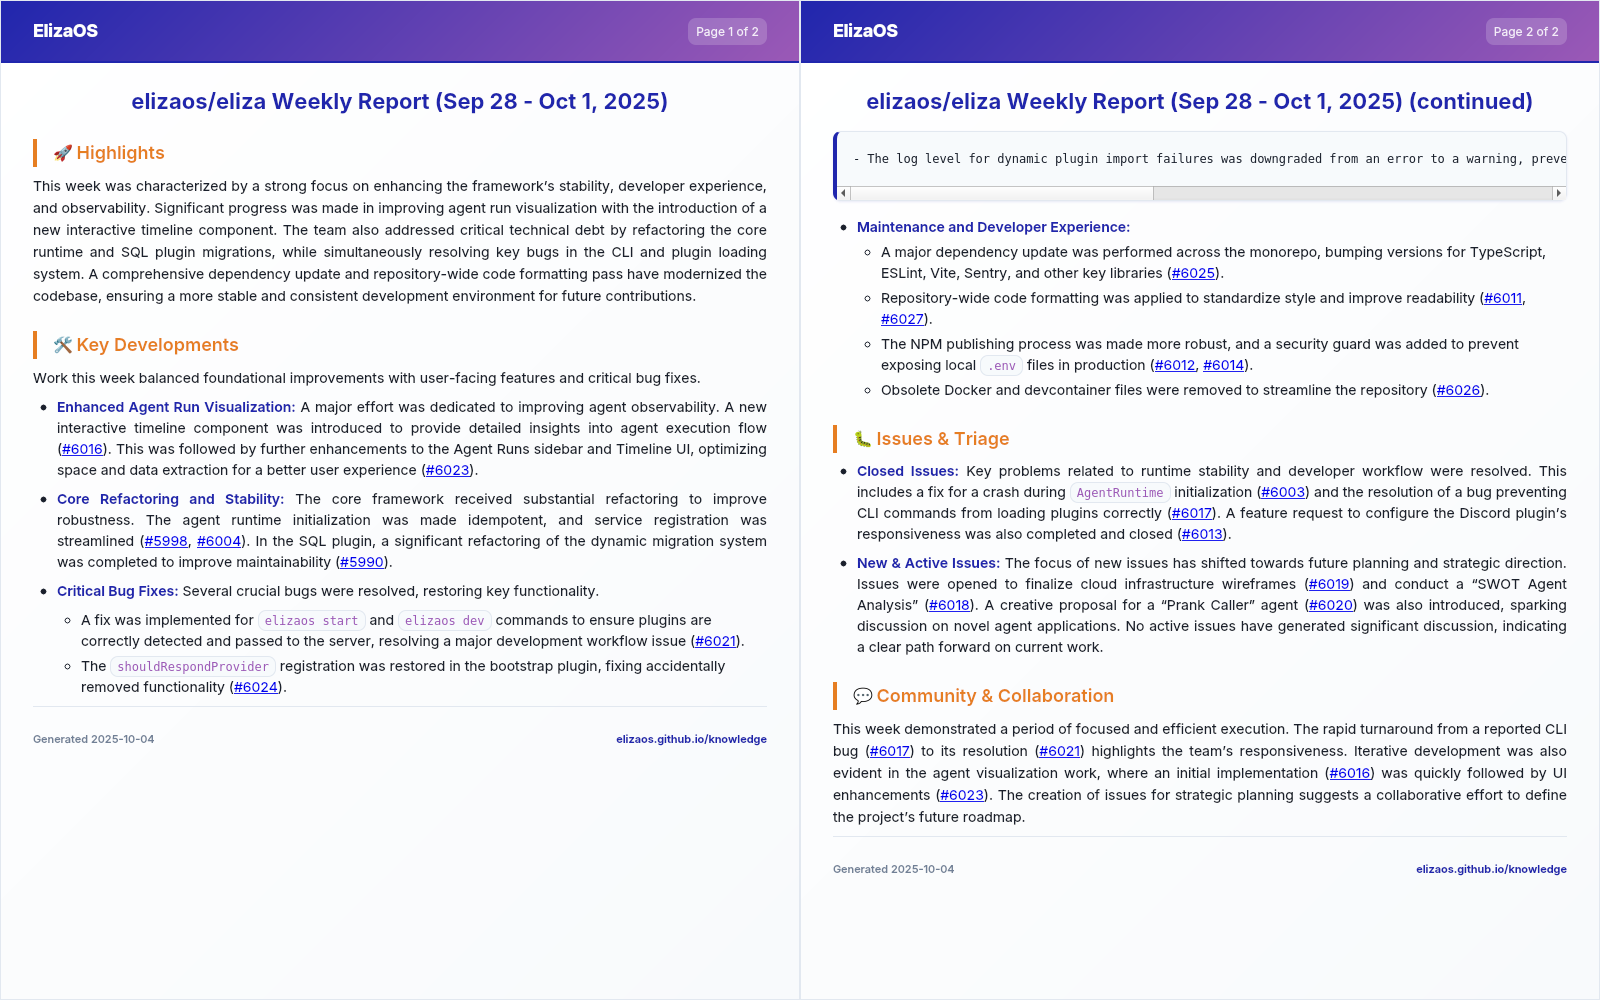 ElizaOS
Page 1 of 2
elizaos/eliza Weekly Report (Sep 28 - Oct 1, 2025)
🚀 Highlights
This week was characterized by a strong focus on enhancing the framework’s stability, developer experience,
and observability. Significant progress was made in improving agent run visualization with the introduction of a
new interactive timeline component. The team also addressed critical technical debt by refactoring the core
runtime and SQL plugin migrations, while simultaneously resolving key bugs in the CLI and plugin loading
system. A comprehensive dependency update and repository-wide code formatting pass have modernized the
codebase, ensuring a more stable and consistent development environment for future contributions.
🛠️ Key Developments
Work this week balanced foundational improvements with user-facing features and critical bug fixes.
• Enhanced Agent Run Visualization: A major effort was dedicated to improving agent observability. A new
interactive timeline component was introduced to provide detailed insights into agent execution flow
(#6016). This was followed by further enhancements to the Agent Runs sidebar and Timeline UI, optimizing
space and data extraction for a better user experience (#6023).
• Core Refactoring and Stability: The core framework received substantial refactoring to improve
robustness. The agent runtime initialization was made idempotent, and service registration was
streamlined (#5998, #6004). In the SQL plugin, a significant refactoring of the dynamic migration system
was completed to improve maintainability (#5990).
• Critical Bug Fixes: Several crucial bugs were resolved, restoring key functionality.
◦ A fix was implemented for elizaos start and elizaos dev commands to ensure plugins are
correctly detected and passed to the server, resolving a major development workflow issue (#6021).
◦ The shouldRespondProvider registration was restored in the bootstrap plugin, fixing accidentally
removed functionality (#6024).
Generated 2025-10-04
elizaos.github.io/knowledge
ElizaOS
Page 2 of 2
elizaos/eliza Weekly Report (Sep 28 - Oct 1, 2025) (continued)
- The log level for dynamic plugin import failures was downgraded from an error to a warning, preve
• Maintenance and Developer Experience:
◦ A major dependency update was performed across the monorepo, bumping versions for TypeScript,
ESLint, Vite, Sentry, and other key libraries (#6025).
◦ Repository-wide code formatting was applied to standardize style and improve readability (#6011,
#6027).
◦ The NPM publishing process was made more robust, and a security guard was added to prevent
exposing local .env files in production (#6012, #6014).
◦ Obsolete Docker and devcontainer files were removed to streamline the repository (#6026).
🐛 Issues & Triage
• Closed Issues: Key problems related to runtime stability and developer workflow were resolved. This
includes a fix for a crash during AgentRuntime initialization (#6003) and the resolution of a bug preventing
CLI commands from loading plugins correctly (#6017). A feature request to configure the Discord plugin’s
responsiveness was also completed and closed (#6013).
• New & Active Issues: The focus of new issues has shifted towards future planning and strategic direction.
Issues were opened to finalize cloud infrastructure wireframes (#6019) and conduct a “SWOT Agent
Analysis” (#6018). A creative proposal for a “Prank Caller” agent (#6020) was also introduced, sparking
discussion on novel agent applications. No active issues have generated significant discussion, indicating
a clear path forward on current work.
💬 Community & Collaboration
This week demonstrated a period of focused and efficient execution. The rapid turnaround from a reported CLI
bug (#6017) to its resolution (#6021) highlights the team’s responsiveness. Iterative development was also
evident in the agent visualization work, where an initial implementation (#6016) was quickly followed by UI
enhancements (#6023). The creation of issues for strategic planning suggests a collaborative effort to define
the project’s future roadmap.
Generated 2025-10-04
elizaos.github.io/knowledge